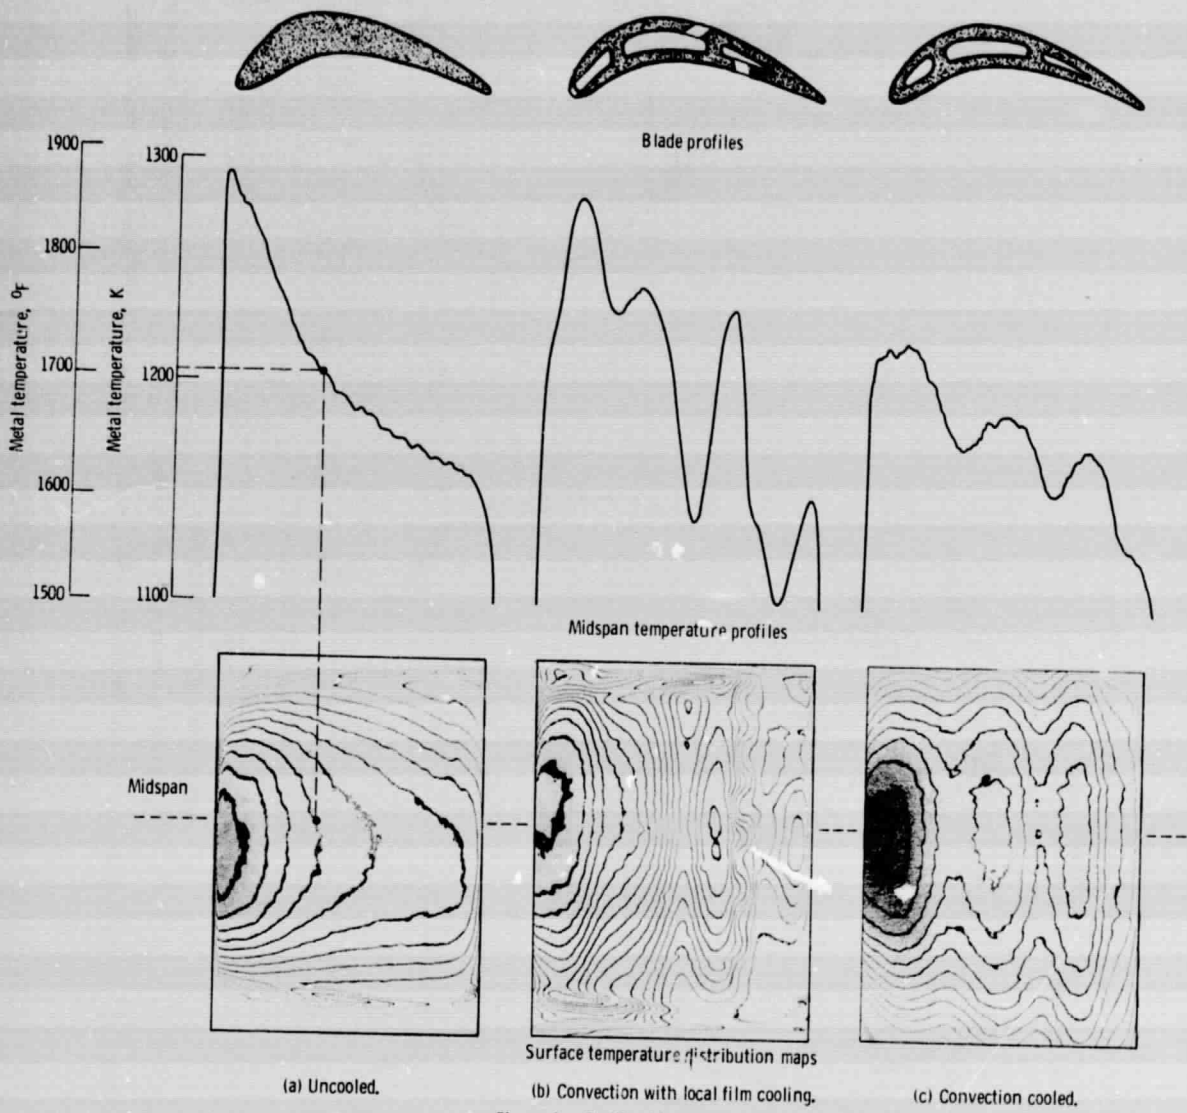 Blade profiles
1900
1300
1800
Metal temperature, °F
Metal temperature, K
1700
1200
1600
1500
1100
Midspan temperature profiles
Midspan
Surface temperature distribution maps
(a) Uncooled.
(b) Convection with local film cooling.
(c) Convection cooled.